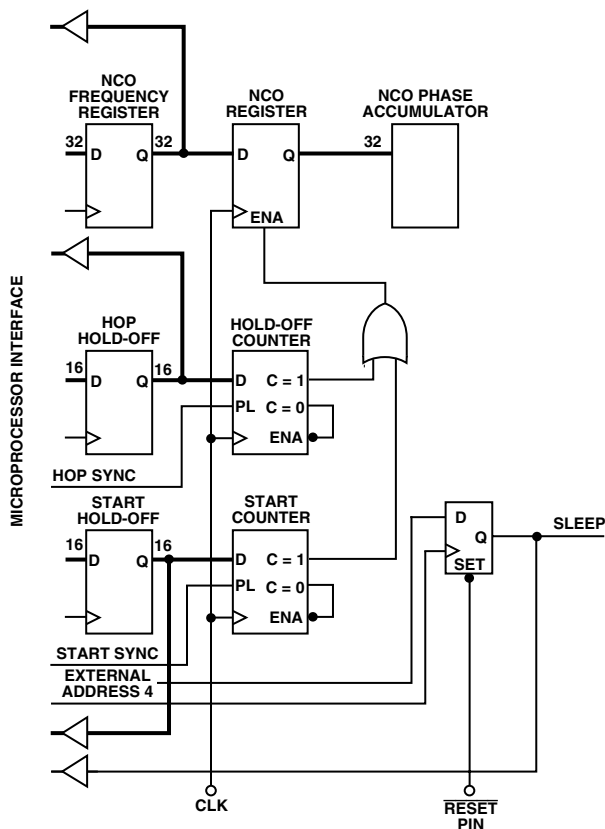 MICROPROCESSOR INTERFACE
NCO
FREQUENCY
REGISTER
NCO
REGISTER
NCO PHASE
ACCUMULATOR
32
D
Q
32
D
Q
ENA
32
HOP
HOLD-OFF
16
D
Q
16
HOLD-OFF
COUNTER
D
C = 1
PL
C = 0
ENA
HOP SYNC
START
HOLD-OFF
16
D
Q
16
START
COUNTER
D
C = 1
PL
C = 0
ENA
START SYNC
EXTERNAL
ADDRESS 4
D
Q
SET
SLEEP
CLK
RESET
PIN